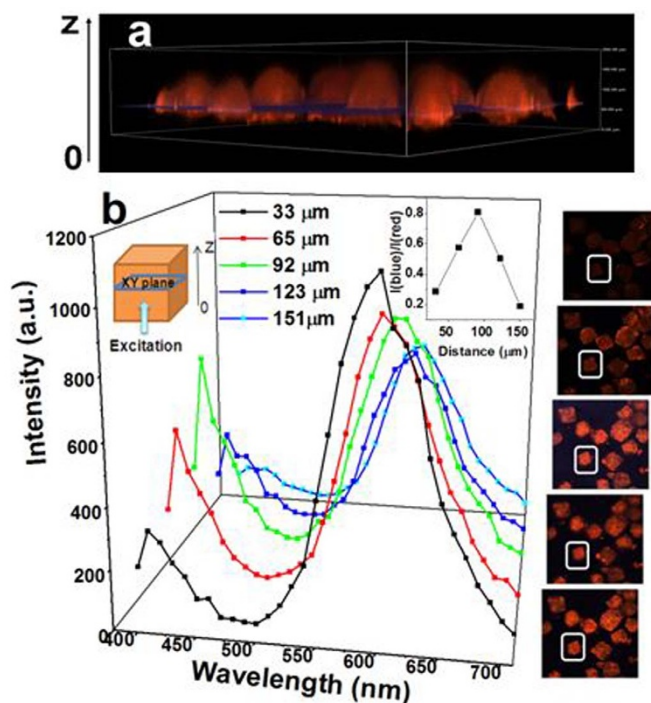 Z
a
0
b
33 μm
65 μm
92 μm
123 μm
151μm
Z
XY plane
0
Excitation
I(blue)/I(red)
0.8
0.6
0.4
0.2
0
50
100
150
Distance (μm)
Intensity (a.u.)
1200
1000
800
600
400
200
0
400
450
500
550
600
650
700
Wavelength (nm)